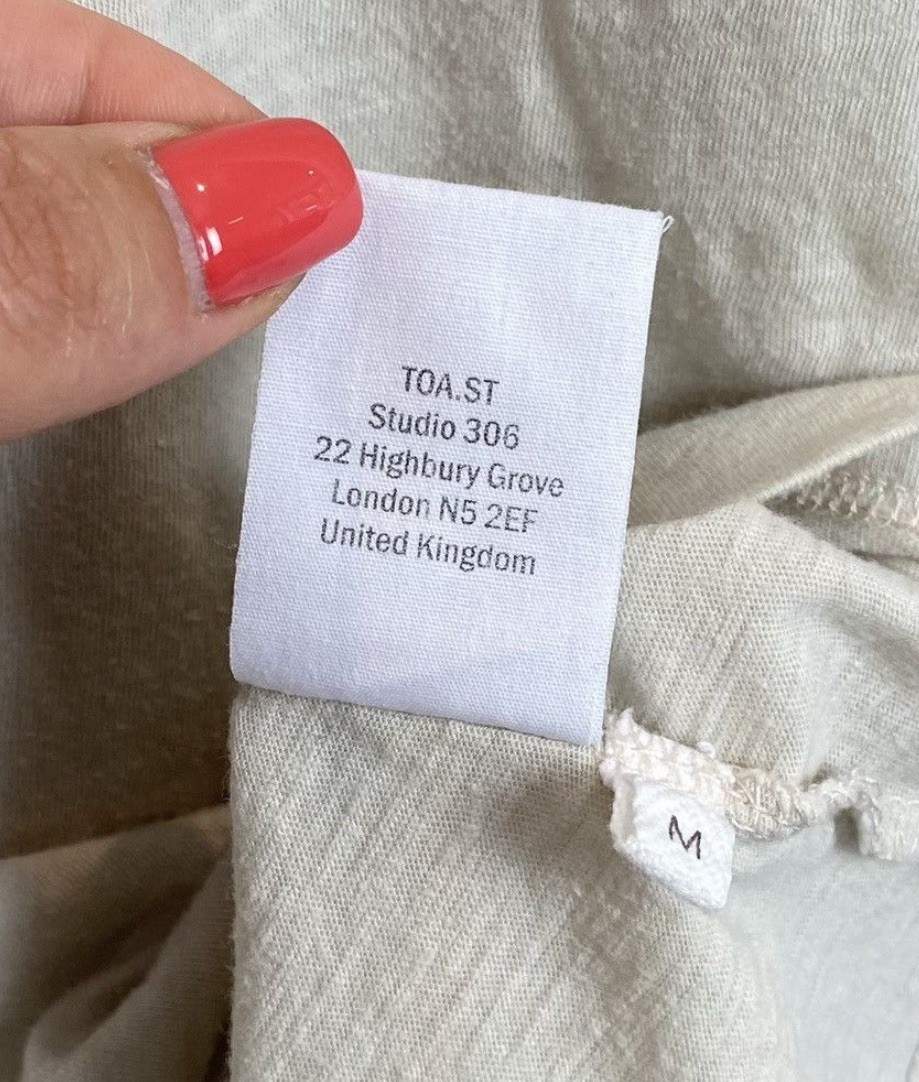 TOA.ST
Studio 306
22 Highbury Grove
London N5 2EF
United Kingdom
M